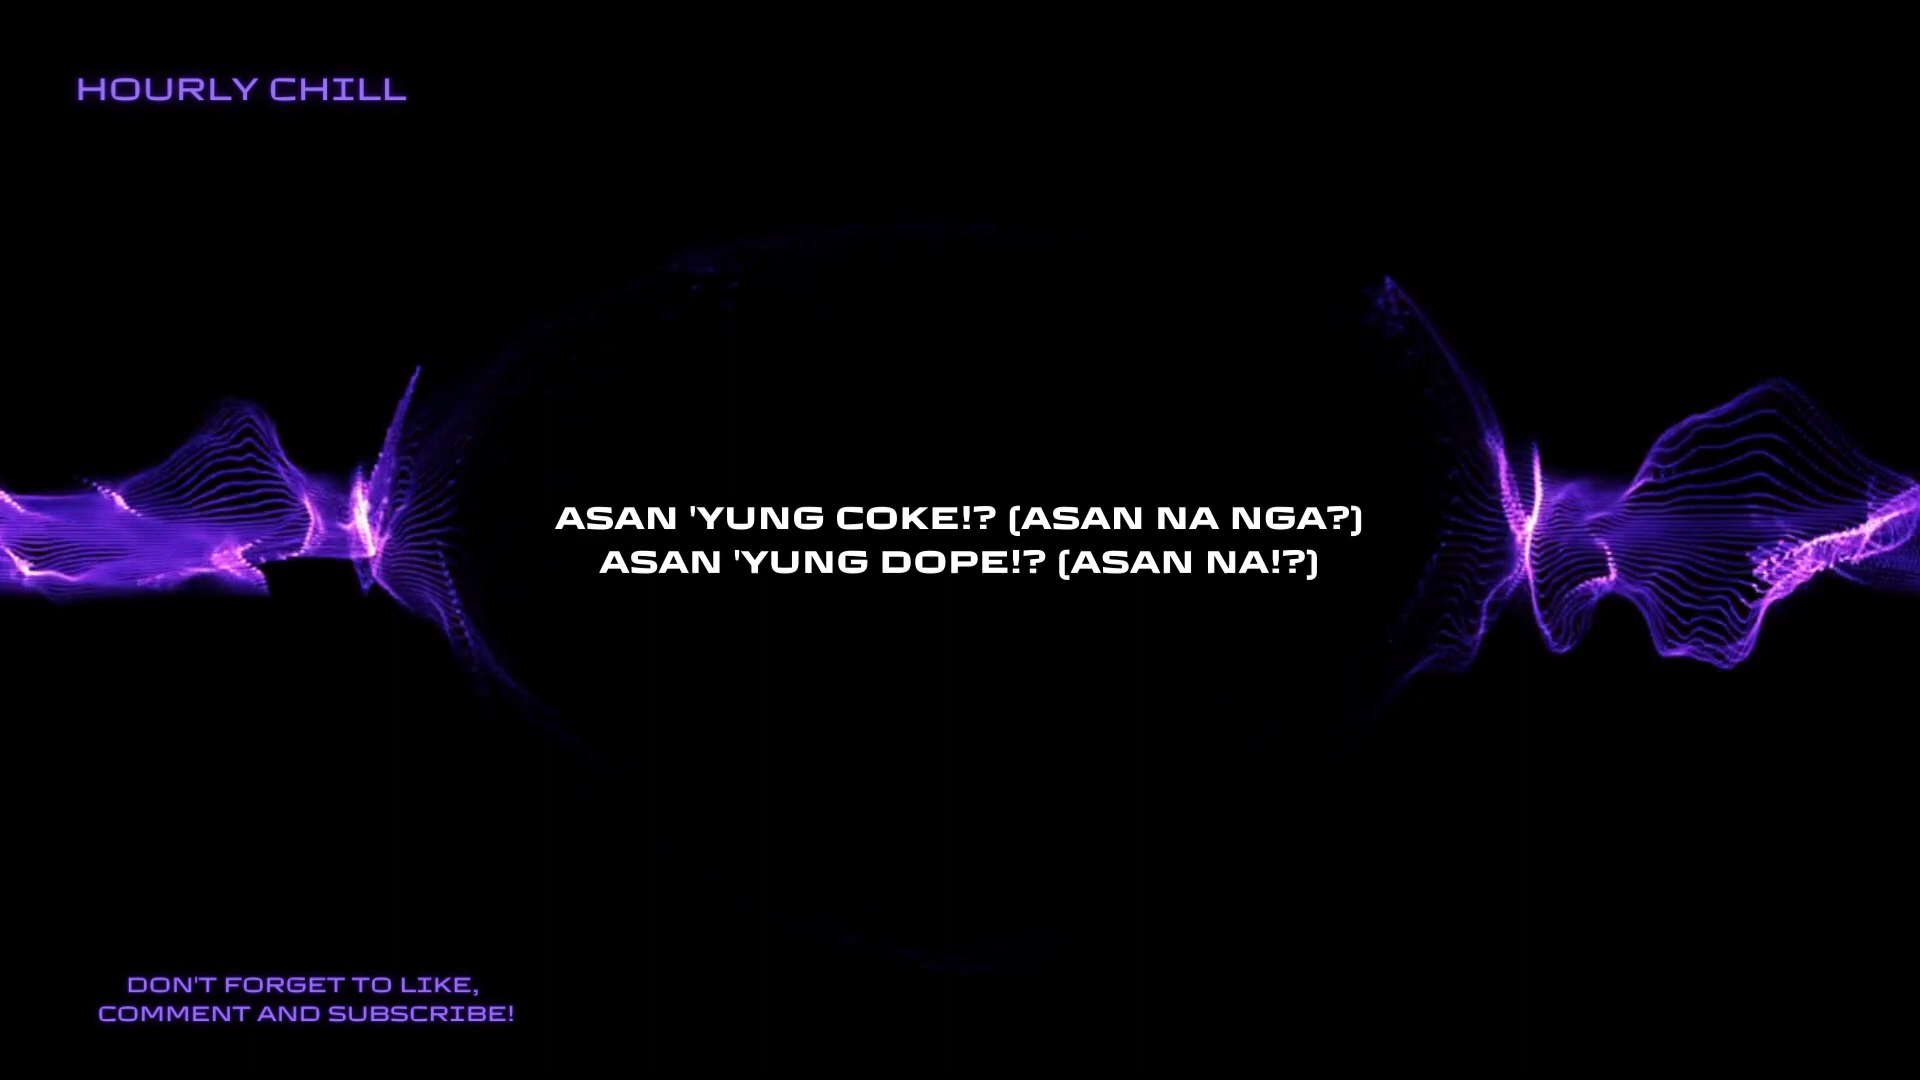 HOURLY CHILL
ASAN 'YUNG COKE!? (ASAN NA NGA?)
ASAN 'YUNG DOPE!? (ASAN NA!?)
DON'T FORGET TO LIKE,
COMMENT AND SUBSCRIBE!